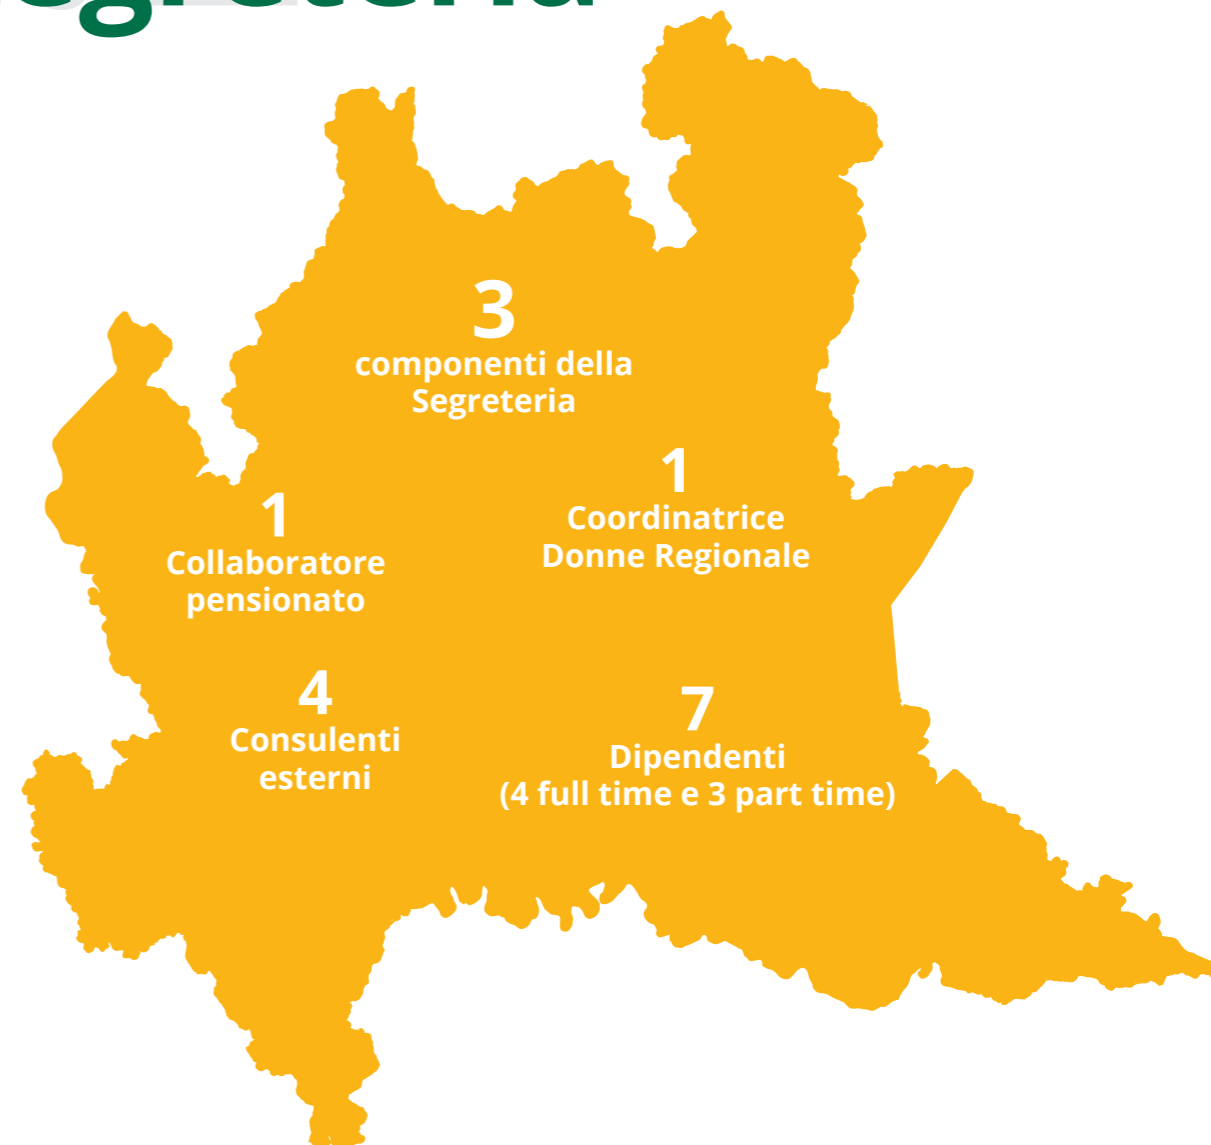 egreteria
3
componenti della
Segreteria
1
Coordinatrice
Donne Regionale
1
Collaboratore
pensionato
4
Consulenti
esterni
7
Dipendenti
(4 full time e 3 part time)